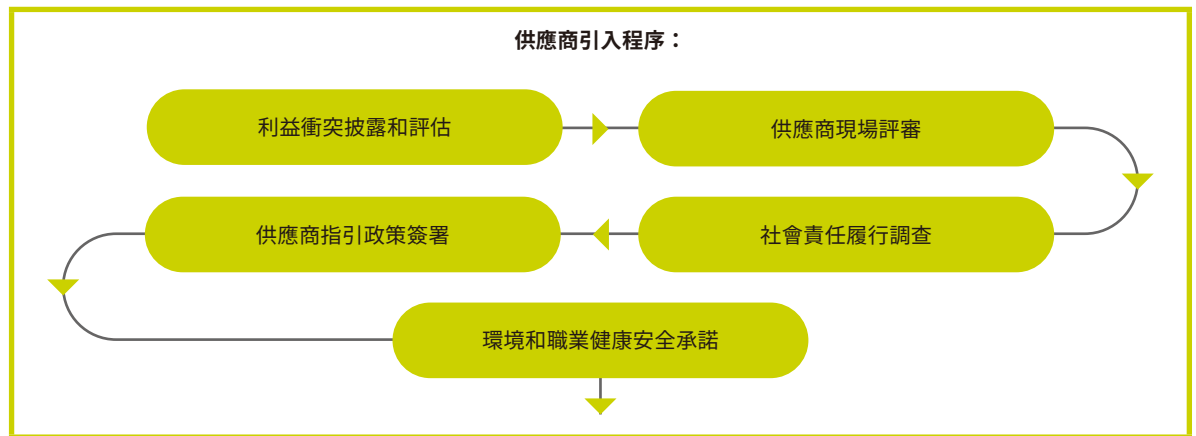 供應商引入程序：
利益衝突披露和評估
供應商現場評審
社會責任履行調查
供應商指引政策簽署
環境和職業健康安全承諾